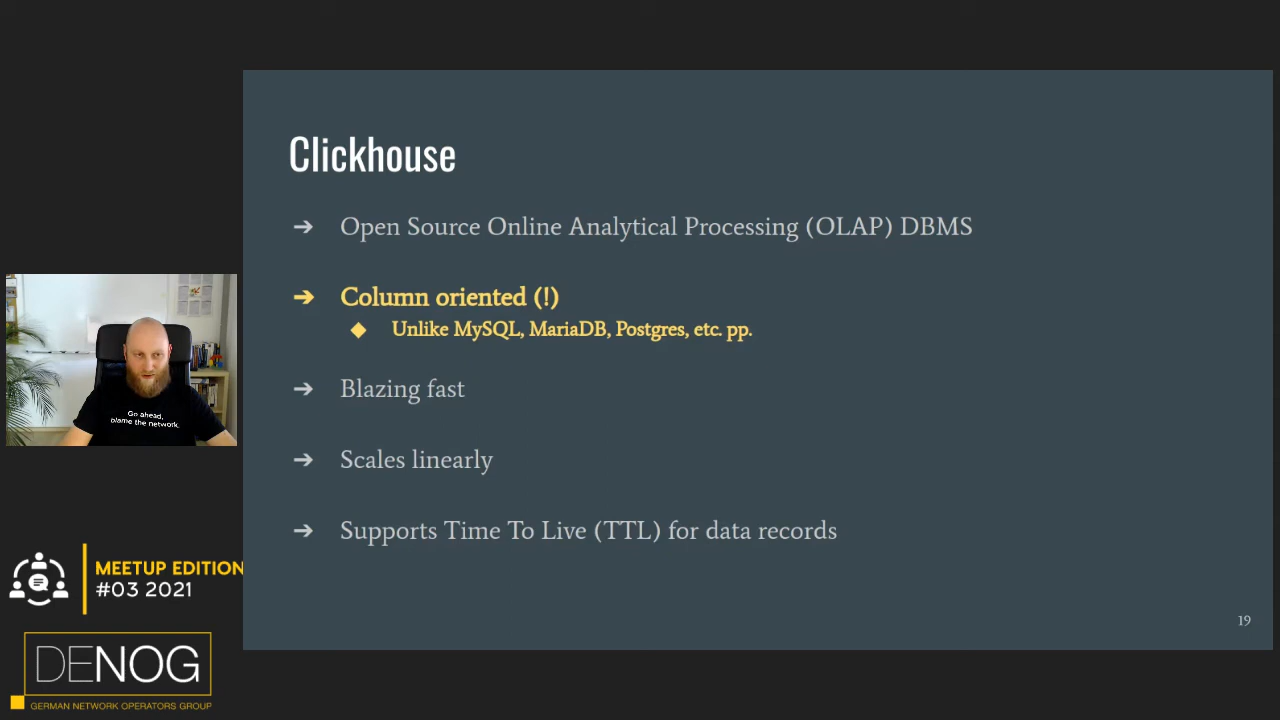 Clickhouse
➔ Open Source Online Analytical Processing (OLAP) DBMS
➔ Column oriented (!)
◆ Unlike MySQL, MariaDB, Postgres, etc. pp.
➔ Blazing fast
➔ Scales linearly
➔ Supports Time To Live (TTL) for data records
19
Go ahead,
blame the network.
MEETUP EDITION
#03 2021
DENOG
GERMAN NETWORK OPERATORS GROUP